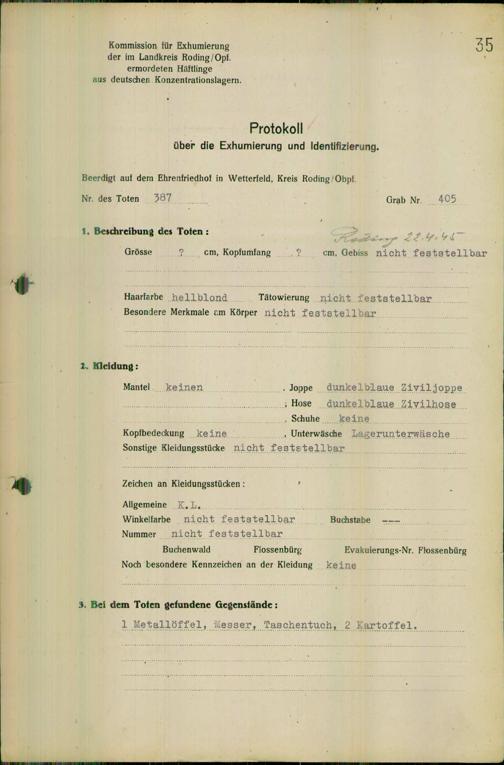 35
Kommission für Exhumierung
der im Landkreis Roding/Opf.
ermordeten Häftlinge
aus deutschen Konzentrationslagern.
Protokoll
über die Exhumierung und Identifizierung.
Beerdigt auf dem Ehrenfriedhof in Wetterfeld, Kreis Roding/Obpf.
Nr. des Toten 387 Grab Nr. 405
Roding 22.4.45
1. Beschreibung des Toten:
Grösse ? cm, Kopfumfang ? cm, Gebiss nicht feststellbar
Haarfarbe hellblond Tätowierung nicht feststellbar
Besondere Merkmale am Körper nicht feststellbar
2. Kleidung:
Mantel keinen , Joppe dunkelblaue Ziviljoppe
; Hose dunkelblaue Zivilhose
, Schuhe keine
Kopfbedeckung keine , Unterwäsche Lagerunterwäsche
Sonstige Kleidungsstücke nicht feststellbar
Zeichen an Kleidungsstücken:
Allgemeine K.L.
Winkelfarbe nicht feststellbar Buchstabe ---
Nummer nicht feststellbar
Buchenwald Flossenbürg Evakuierungs-Nr. Flossenbürg
Noch besondere Kennzeichen an der Kleidung keine
3. Bei dem Toten gefundene Gegenstände:
1 Metallöffel, Messer, Taschentuch, 2 Kartoffel.